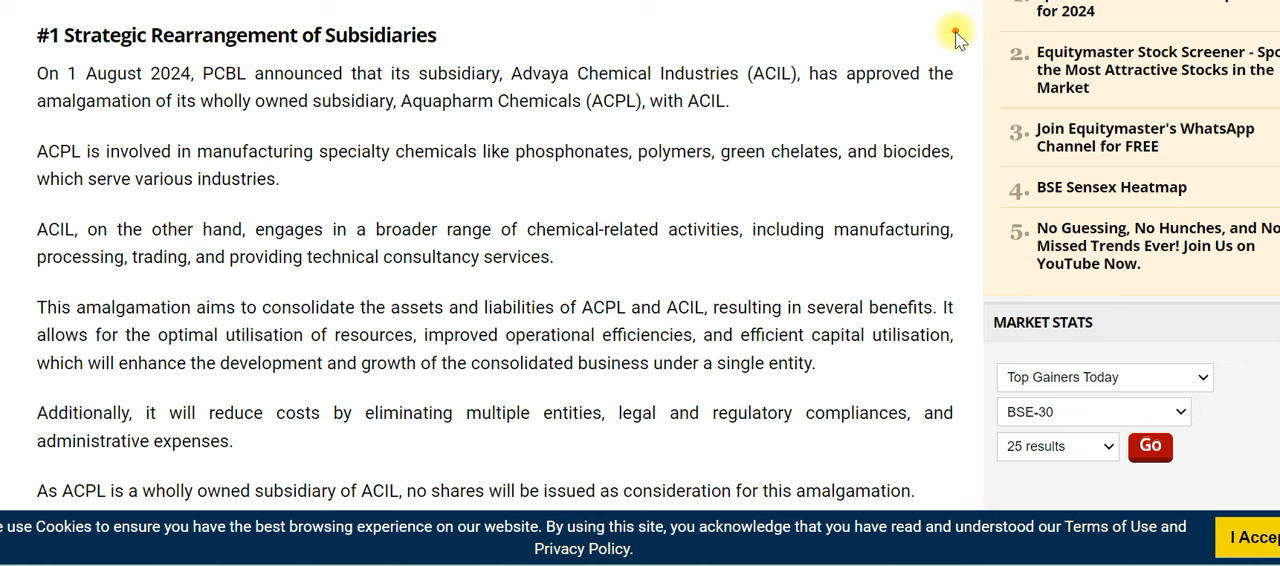 #1 Strategic Rearrangement of Subsidiaries
On 1 August 2024, PCBL announced that its subsidiary, Advaya Chemical Industries (ACIL), has approved the
amalgamation of its wholly owned subsidiary, Aquapharm Chemicals (ACPL), with ACIL.
ACPL is involved in manufacturing specialty chemicals like phosphonates, polymers, green chelates, and biocides,
which serve various industries.
ACIL, on the other hand, engages in a broader range of chemical-related activities, including manufacturing,
processing, trading, and providing technical consultancy services.
This amalgamation aims to consolidate the assets and liabilities of ACPL and ACIL, resulting in several benefits. It
allows for the optimal utilisation of resources, improved operational efficiencies, and efficient capital utilisation,
which will enhance the development and growth of the consolidated business under a single entity.
Additionally, it will reduce costs by eliminating multiple entities, legal and regulatory compliances, and
administrative expenses.
As ACPL is a wholly owned subsidiary of ACIL, no shares will be issued as consideration for this amalgamation.
for 2024
2. Equitymaster Stock Screener - Spo
the Most Attractive Stocks in the
Market
3. Join Equitymaster's WhatsApp
Channel for FREE
4. BSE Sensex Heatmap
5. No Guessing, No Hunches, and No
Missed Trends Ever! Join Us on
YouTube Now.
MARKET STATS
Top Gainers Today
BSE-30
25 results Go
e use Cookies to ensure you have the best browsing experience on our website. By using this site, you acknowledge that you have read and understood our Terms of Use and
Privacy Policy.
I Accep